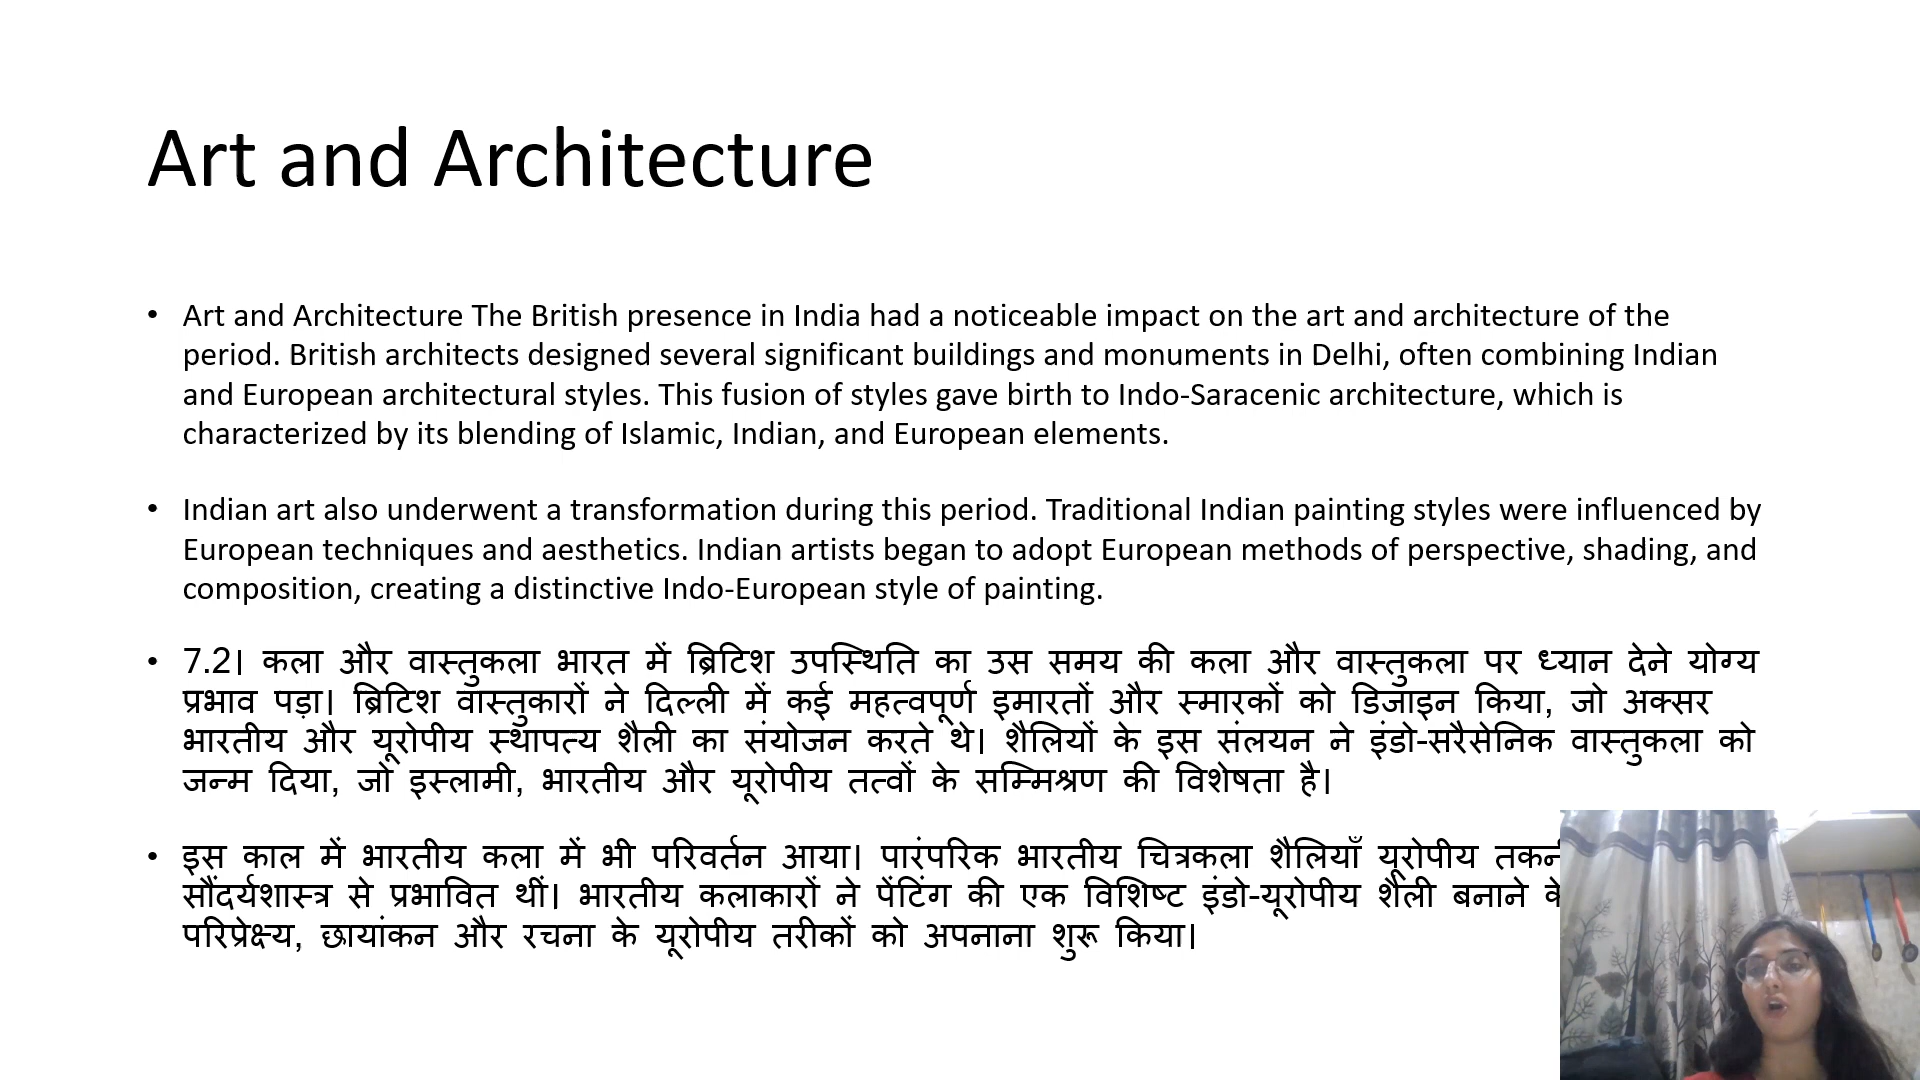 Art and Architecture
• Art and Architecture The British presence in India had a noticeable impact on the art and architecture of the
period. British architects designed several significant buildings and monuments in Delhi, often combining Indian
and European architectural styles. This fusion of styles gave birth to Indo-Saracenic architecture, which is
characterized by its blending of Islamic, Indian, and European elements.
• Indian art also underwent a transformation during this period. Traditional Indian painting styles were influenced by
European techniques and aesthetics. Indian artists began to adopt European methods of perspective, shading, and
composition, creating a distinctive Indo-European style of painting.
• 7.2। कला और वास्तुकला भारत में ब्रिटिश उपस्थिति का उस समय की कला और वास्तुकला पर ध्यान देने योग्य
प्रभाव पड़ा। ब्रिटिश वास्तुकारों ने दिल्ली में कई महत्वपूर्ण इमारतों और स्मारकों को डिजाइन किया, जो अक्सर
भारतीय और यूरोपीय स्थापत्य शैली का संयोजन करते थे। शैलियों के इस संलयन ने इंडो-सरैसेनिक वास्तुकला को
जन्म दिया, जो इस्लामी, भारतीय और यूरोपीय तत्वों के सम्मिश्रण की विशेषता है।
• इस काल में भारतीय कला में भी परिवर्तन आया। पारंपरिक भारतीय चित्रकला शैलियाँ यूरोपीय
सौंदर्यशास्त्र से प्रभावित थीं। भारतीय कलाकारों ने पेंटिंग की एक विशिष्ट इंडो-यूरोपीय शैली बनाने के
परिप्रेक्ष्य, छायांकन और रचना के यूरोपीय तरीकों को अपनाना शुरू किया।